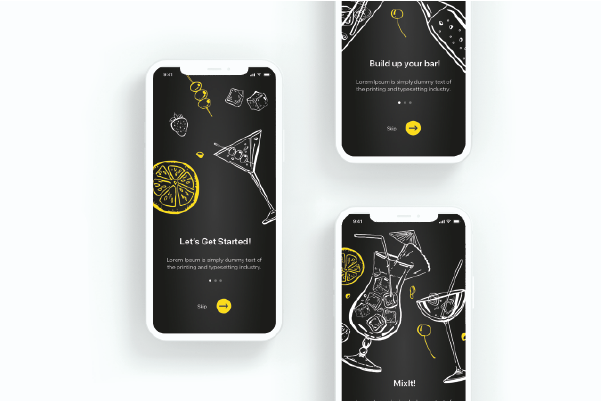 9:41
Let's Get Started!
Lorem Ipsum is simply dummy text of
the printing and typesetting industry.
Skip
Build up your bar!
Lorem Ipsum is simply dummy text of
the printing and typesetting industry.
Skip
9:41
MixIt!